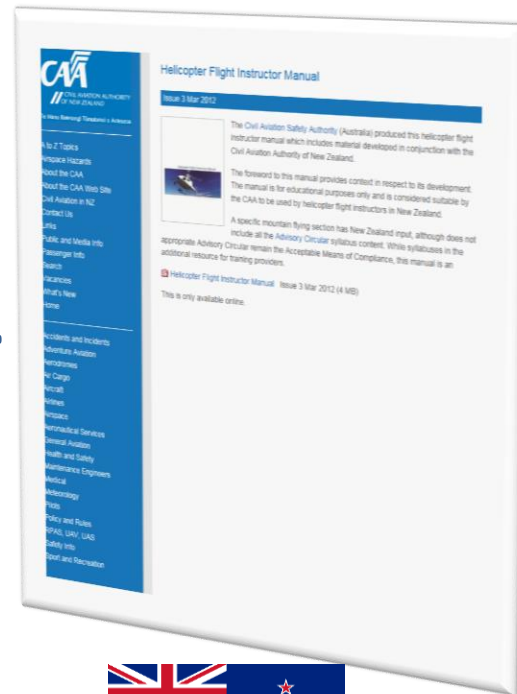 CAA
CIVIL AVIATION AUTHORITY
OF NEW ZEALAND
A to Z Topics
Airspace Hazards
About the CAA
About the CAA Web Site
Civil Aviation in NZ
Contact Us
Links
Public and Media Info
Passenger Info
Search
Vacancies
What's New
Home
Accidents and Incidents
Adventure Aviation
Aerodromes
Air Cargo
Aircraft
Airlines
Airspace
Aeronautical Services
General Aviation
Health and Safety
Maintenance Engineers
Medical
Meteorology
Pilots
Policy and Rules
RPAS, UAV, UAS
Safety Info
Sport and Recreation
Helicopter Flight Instructor Manual
Issue 3 Mar 2012
The Civil Aviation Safety Authority (Australia) produced this helicopter flight
instructor manual which includes material developed in conjunction with the
Civil Aviation Authority of New Zealand.
The foreword to this manual provides context in respect to its development.
The manual is for educational purposes only and is considered suitable by
the CAA to be used by helicopter flight instructors in New Zealand.
A specific mountain flying section has New Zealand input, although does not
include all the Advisory Circular syllabus content. While syllabuses in the
appropriate Advisory Circular remain the Acceptable Means of Compliance, this manual is an
additional resource for training providers.
Helicopter Flight Instructor Manual Issue 3 Mar 2012 (4 MB)
This is only available online.